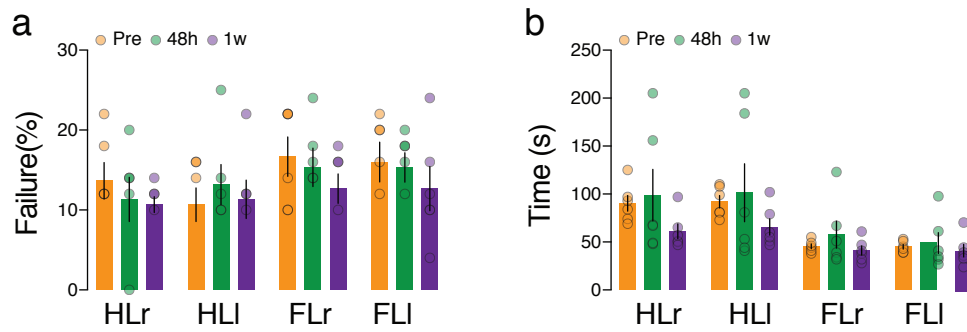 a
Pre 48h 1w
30
20
10
0
Failure(%)
HLr HLl FLr FLl
b
Pre 48h 1w
250
200
150
100
50
0
Time (s)
HLr HLl FLr FLl